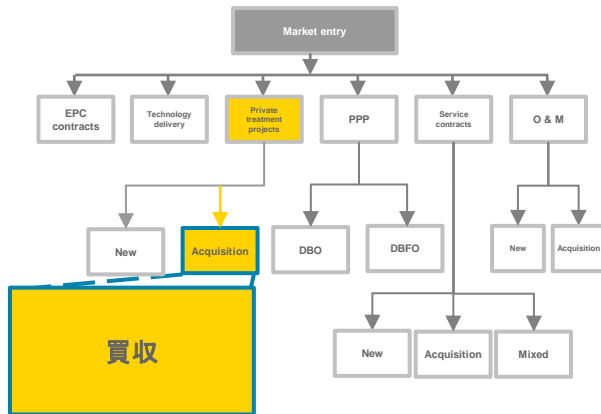 Market entry
EPC
contracts
Technology
delivery
Private
treatment
projects
PPP
Service
contracts
O & M
New
Acquisition
DBO
DBFO
New
Acquisition
買収
New
Acquisition
Mixed